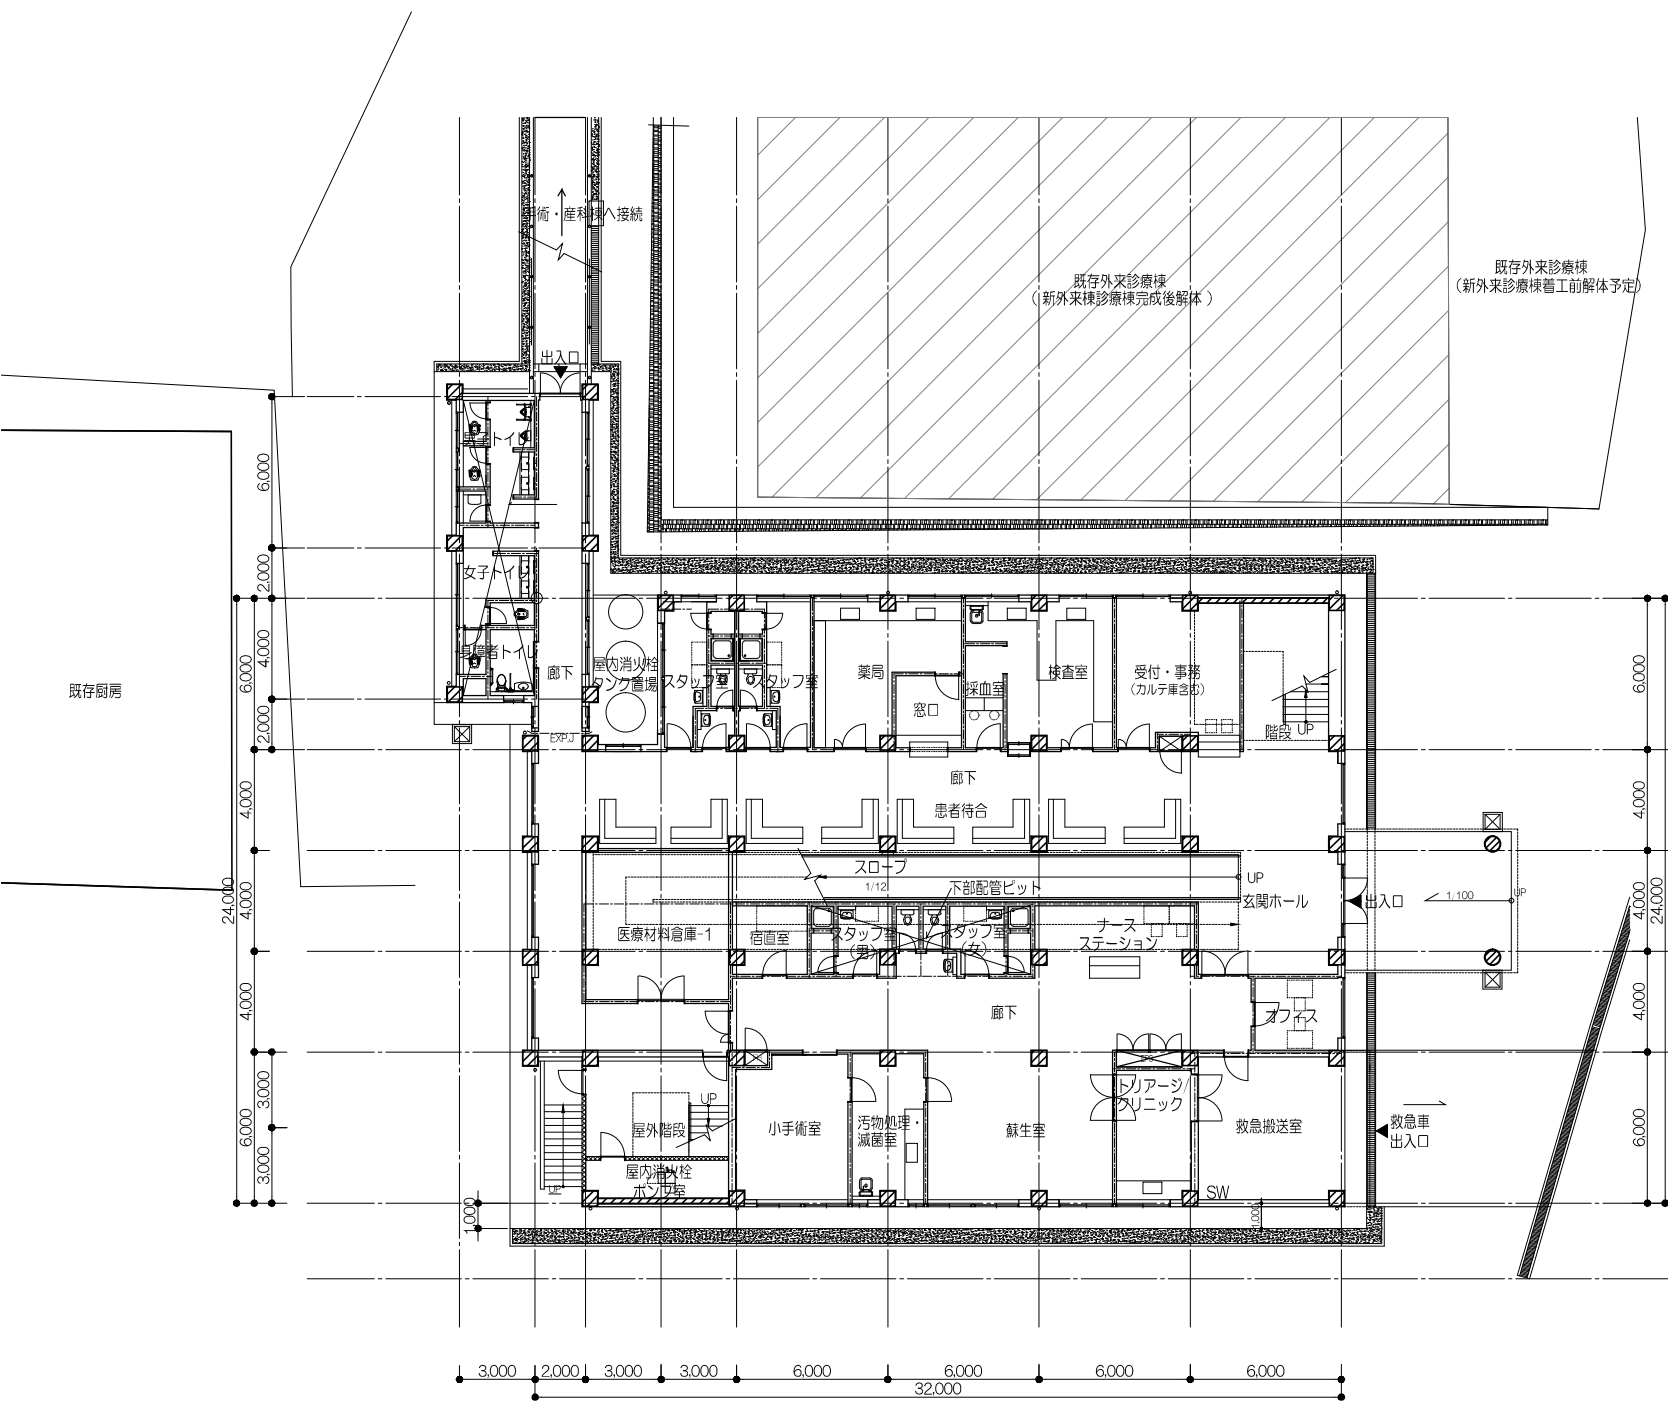 手術・産科棟へ接続
既存外来診療棟
（ 新外来棟診療棟完成後解体 ）
既存外来診療棟
（新外来診療棟着工前解体予定）
出入口
男子トイレ
6,000
女子トイレ
2,000
身障者トイレ
廊下
4,000
6,000
2,000
既存厨房
屋内消火栓
タンク置場
スタッフ室
スタッフ室
薬局
窓口
採血室
検査室
受付・事務
（カルテ庫含む）
階段
UP
EXP.J
6,000
廊下
患者待合
4,000
4,000
スロープ
1/12
下部配管ピット
UP
玄関ホール
出入口
1/100
UP
24,000
4,000
4,000
24,000
医療材料倉庫-1
宿直室
スタッフ室
（男）
スタッフ室
（女）
ナース
ステーション
廊下
オフィス
4,000
4,000
3,000
6,000
3,000
1,000
UP
屋外階段
UP
屋内消火栓
ポンプ室
小手術室
汚物処理・
滅菌室
蘇生室
トリアージ/
クリニック
救急搬送室
救急車
出入口
SW
1,000
6,000
3,000
2,000
3,000
3,000
6,000
6,000
6,000
6,000
32,000